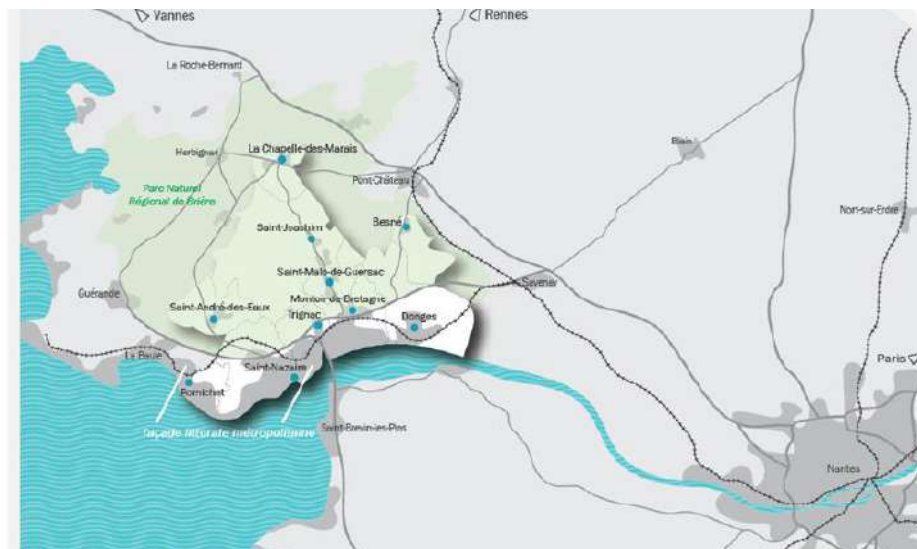 Vannes
Rennes
La Roche-Bernard
Herbignac
La Chapelle-des-Marais
Pont-Château
Blain
Parc Naturel
Régional de Brière
Besné
Nort-sur-Erdre
Saint-Joachim
Saint-Malo-de-Guersac
Savenay
Guérande
Saint-André-des-Eaux
Montoir-de-Bretagne
Trignac
Donges
La Baule
Paris
Saint-Nazaire
Pornichet
façade littorale métropolitaine
Saint-Brevin-les-Pins
Nantes